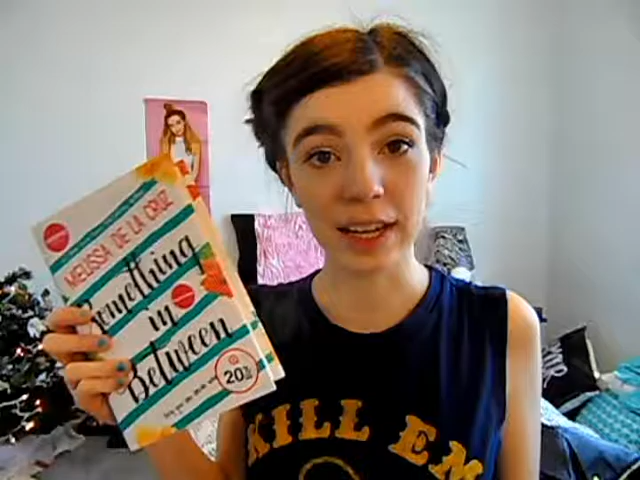 MELISSA DE LA CRUZ
Something
in
Between
20%
KILL EM